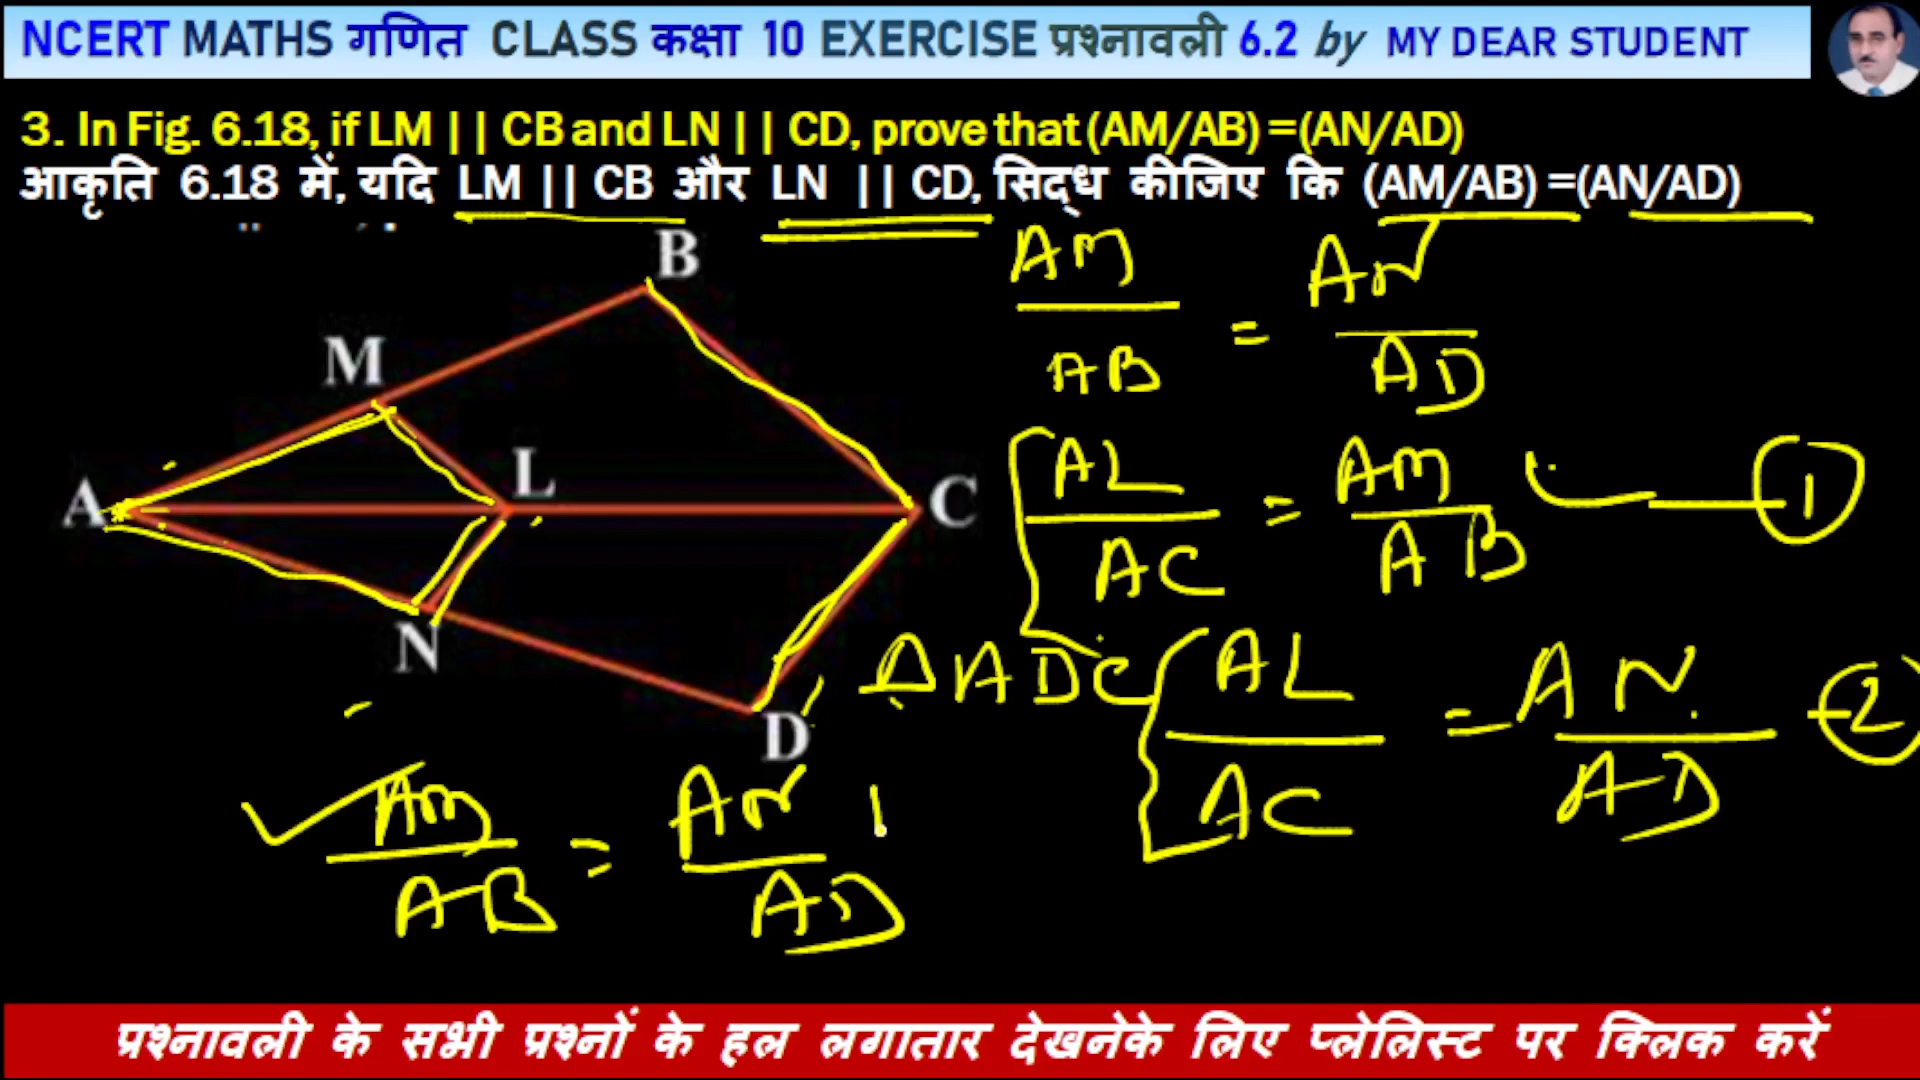 NCERT MATHS गणित CLASS कक्षा 10 EXERCISE प्रश्नावली 6.2 by MY DEAR STUDENT
3. In Fig. 6.18, if LM || CB and LN || CD, prove that (AM/AB) =(AN/AD)
आकृति 6.18 में, यदि LM || CB और LN || CD, सिद्ध कीजिए कि (AM/AB) =(AN/AD)
B
M
A
L
C
N
D
AM/AB = AN/AD
AL/AC = AM/AB — 1
ΔADC AL/AC = AN/AD - 2
AM/AB = AN/AD
प्रश्नावली के सभी प्रश्नों के हल लगातार देखनेके लिए प्लेलिस्ट पर क्लिक करें